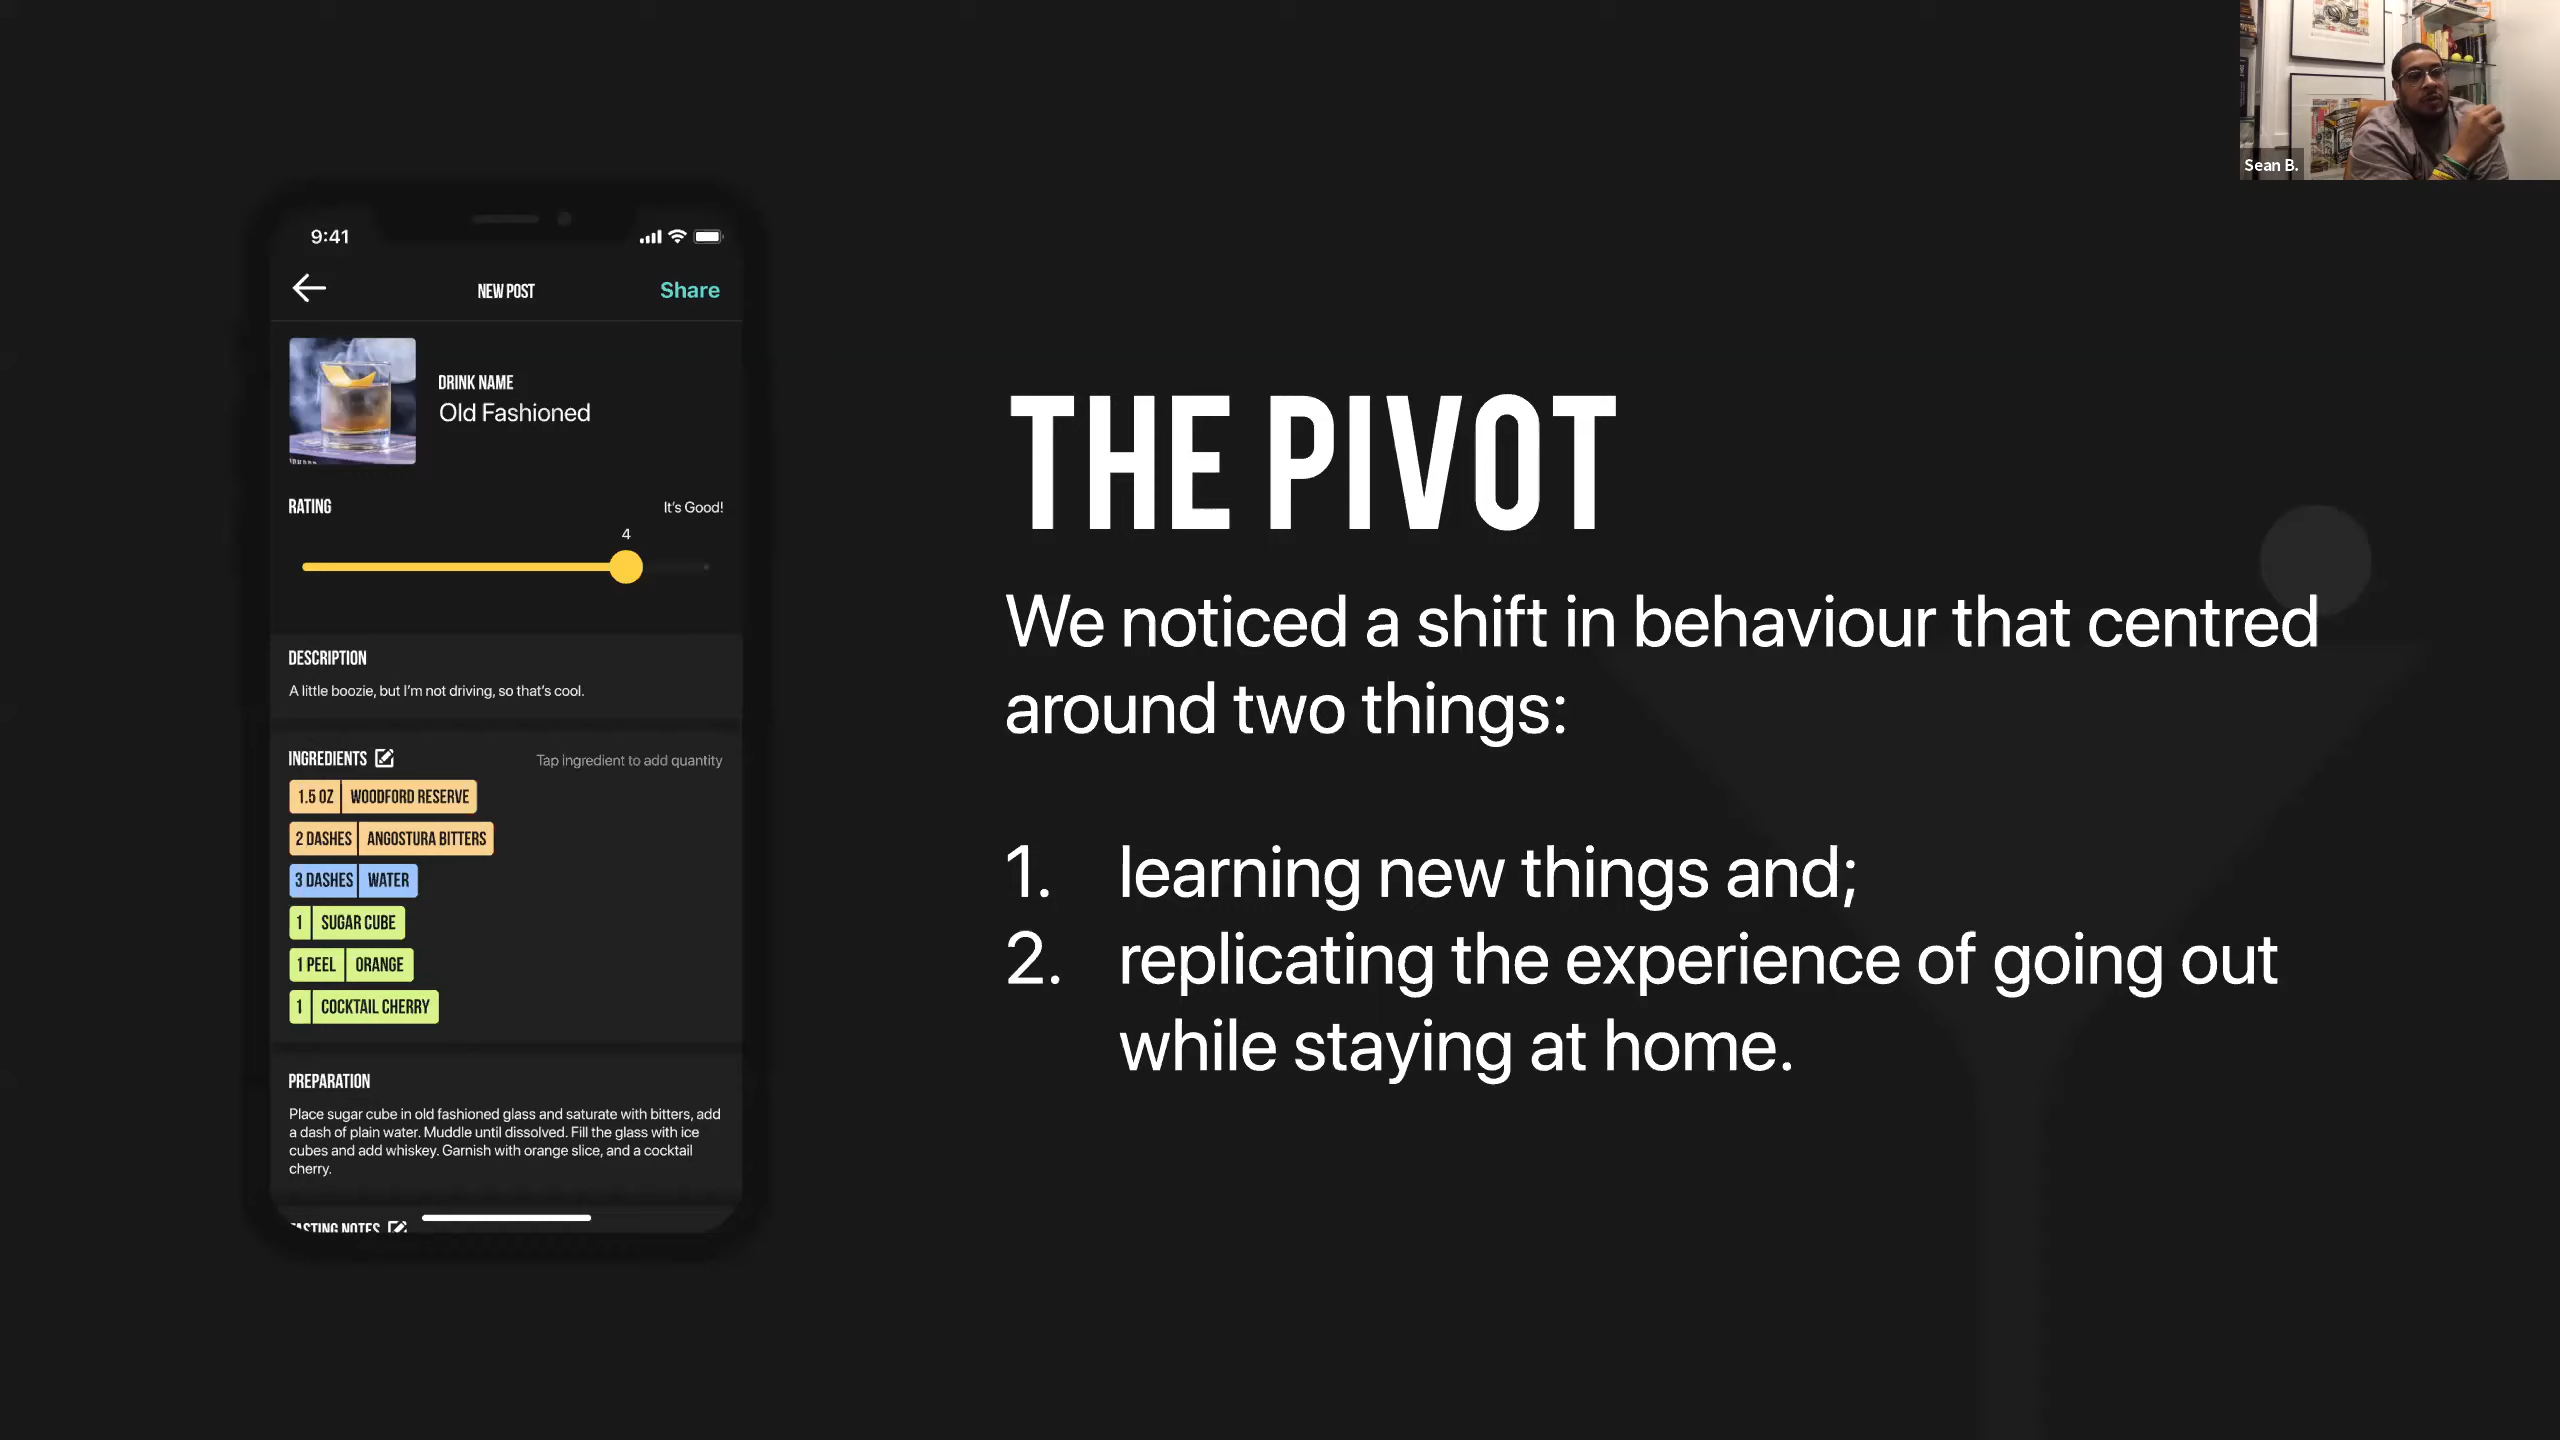 9:41
NEW POST
Share
DRINK NAME
Old Fashioned
RATING
It's Good!
4
DESCRIPTION
A little boozie, but I'm not driving, so that's cool.
INGREDIENTS
Tap ingredient to add quantity
1.5 OZ WOODFORD RESERVE
2 DASHES ANGOSTURA BITTERS
3 DASHES WATER
1 SUGAR CUBE
1 PEEL ORANGE
1 COCKTAIL CHERRY
PREPARATION
Place sugar cube in old fashioned glass and saturate with bitters, add
a dash of plain water. Muddle until dissolved. Fill the glass with ice
cubes and add whiskey. Garnish with orange slice, and a cocktail
cherry.
TASTING NOTES
THE PIVOT
We noticed a shift in behaviour that centred
around two things:
1. learning new things and;
2. replicating the experience of going out
while staying at home.
Sean B.